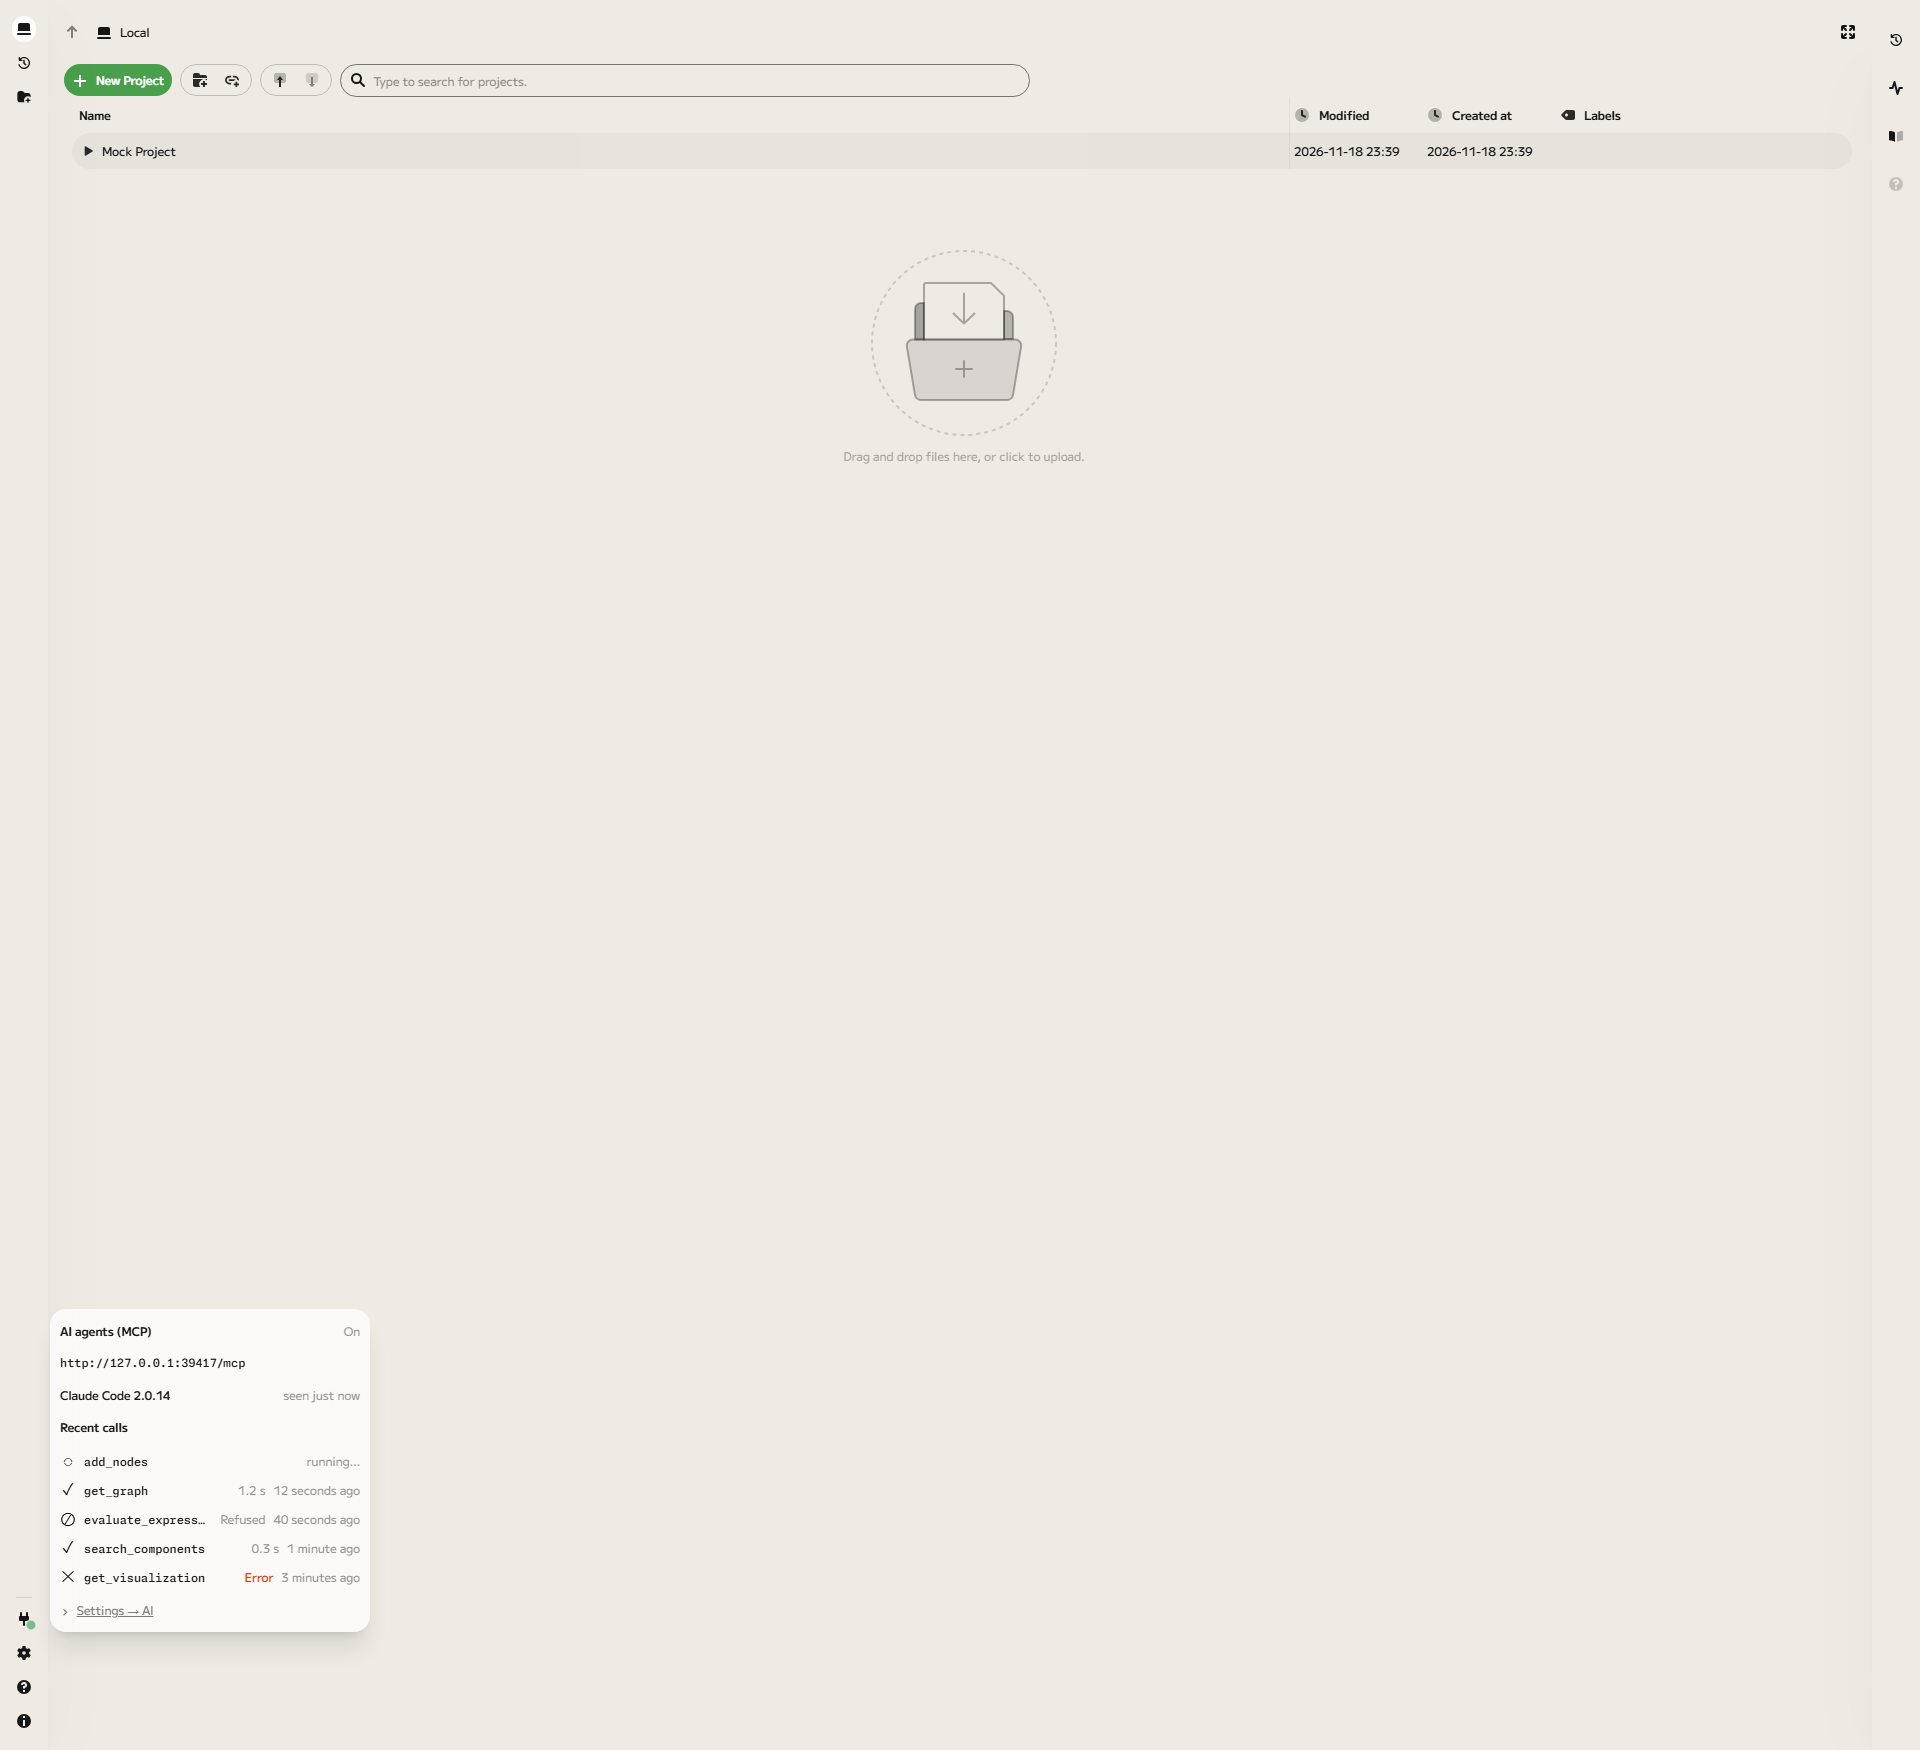 Local
New Project
Type to search for projects.
Name Modified Created at Labels
Mock Project 2026-11-18 23:39 2026-11-18 23:39
Drag and drop files here, or click to upload.
AI agents (MCP) On
http://127.0.0.1:39417/mcp
Claude Code 2.0.14 seen just now
Recent calls
add_nodes running...
get_graph 1.2 s 12 seconds ago
evaluate_express… Refused 40 seconds ago
search_components 0.3 s 1 minute ago
get_visualization Error 3 minutes ago
Settings → AI